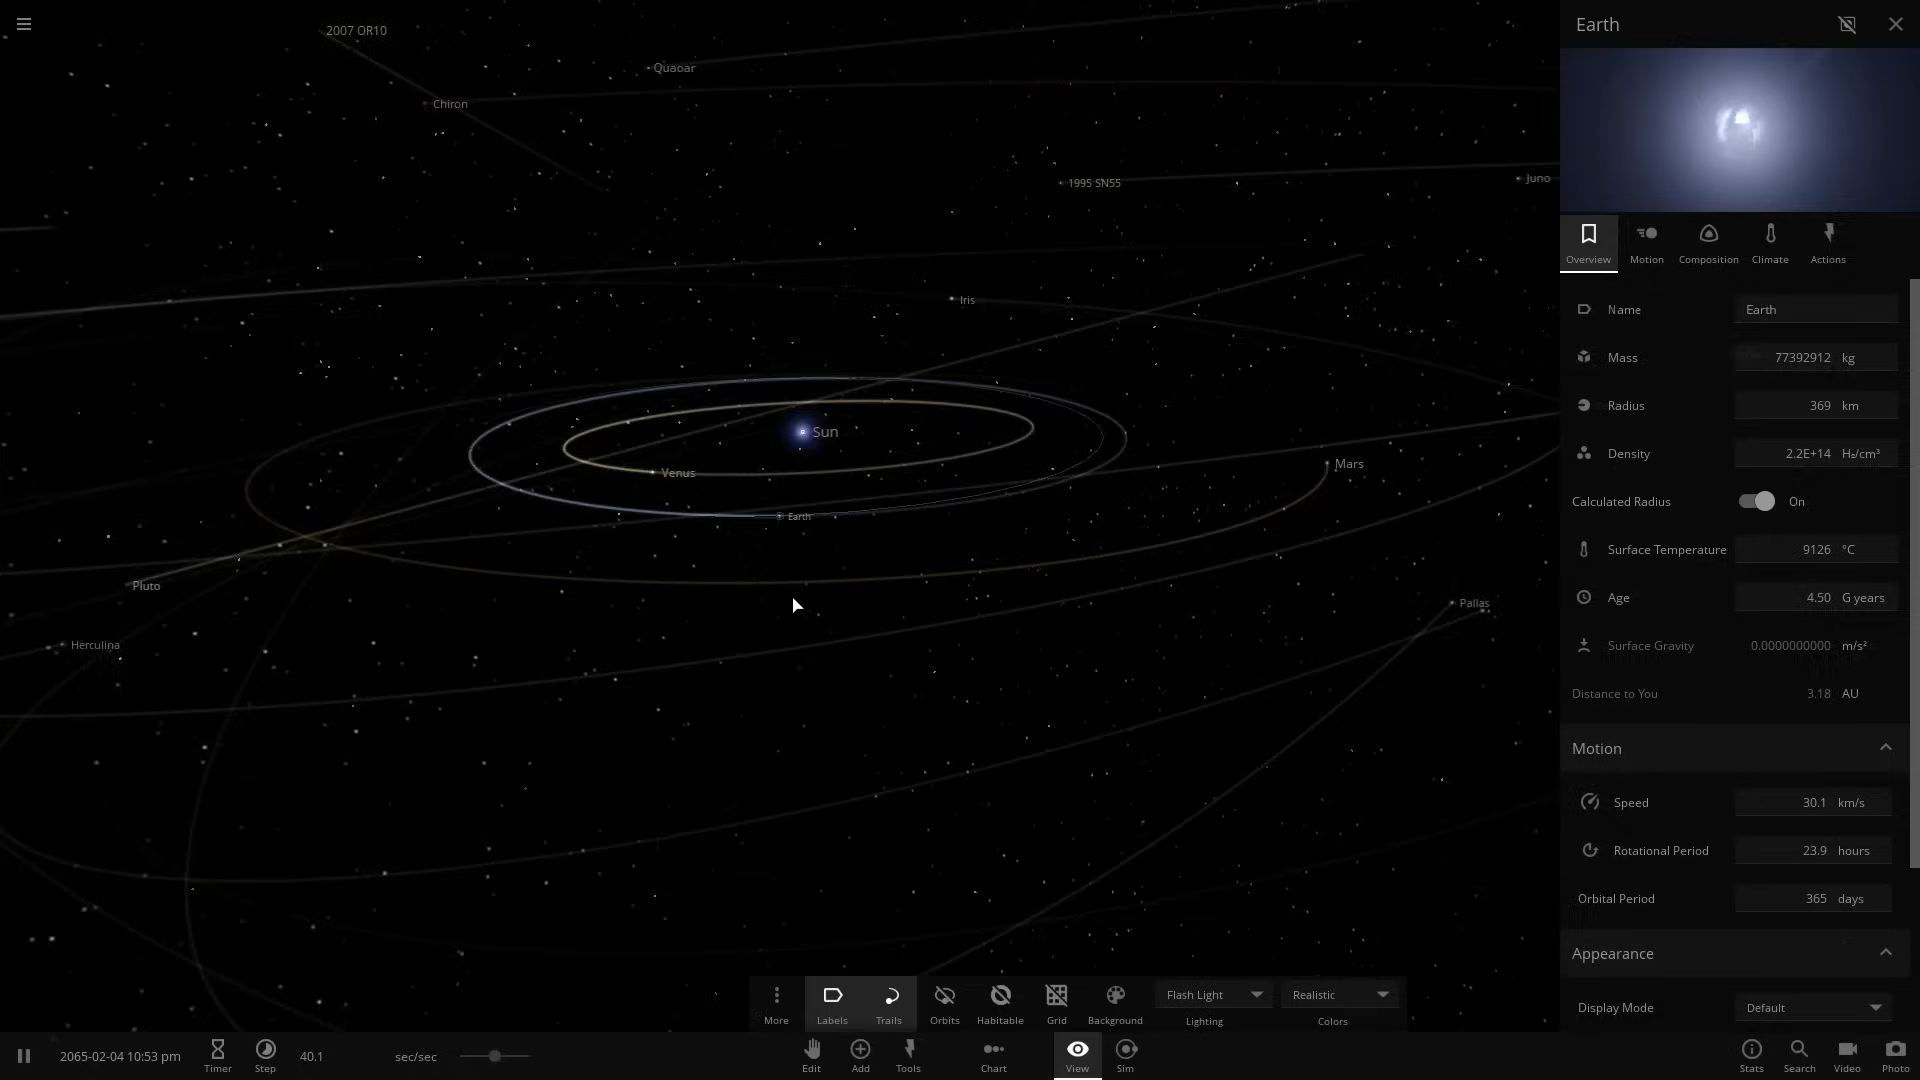 2007 OR10
Quaoar
Chiron
1995 SN55
Juno
Iris
Sun
Venus
Mars
Earth
Pluto
Pallas
Herculina
Earth
Overview
Motion
Composition
Climate
Actions
Name Earth
Mass 77392912 kg
Radius 369 km
Density 2.2E+14 H₂/cm³
Calculated Radius On
Surface Temperature 9126 °C
Age 4.50 G years
Surface Gravity 0.0000000000 m/s²
Distance to You 3.18 AU
Motion
Speed 30.1 km/s
Rotational Period 23.9 hours
Orbital Period 365 days
Appearance
Display Mode Default
More
Labels
Trails
Orbits
Habitable
Grid
Background
Flash Light
Lighting
Realistic
Colors
2065-02-04 10:53 pm
Timer
Step
40.1 sec/sec
Edit
Add
Tools
Chart
View
Sim
Stats
Search
Video
Photo